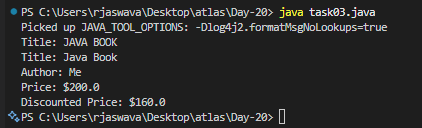 PS C:\Users\rjaswava\Desktop\atlas\Day-20> java task03.java
Picked up JAVA_TOOL_OPTIONS: -Dlog4j2.formatMsgNoLookups=true
Title: JAVA BOOK
Title: Java Book
Author: Me
Price: $200.0
Discounted Price: $160.0
PS C:\Users\rjaswava\Desktop\atlas\Day-20>